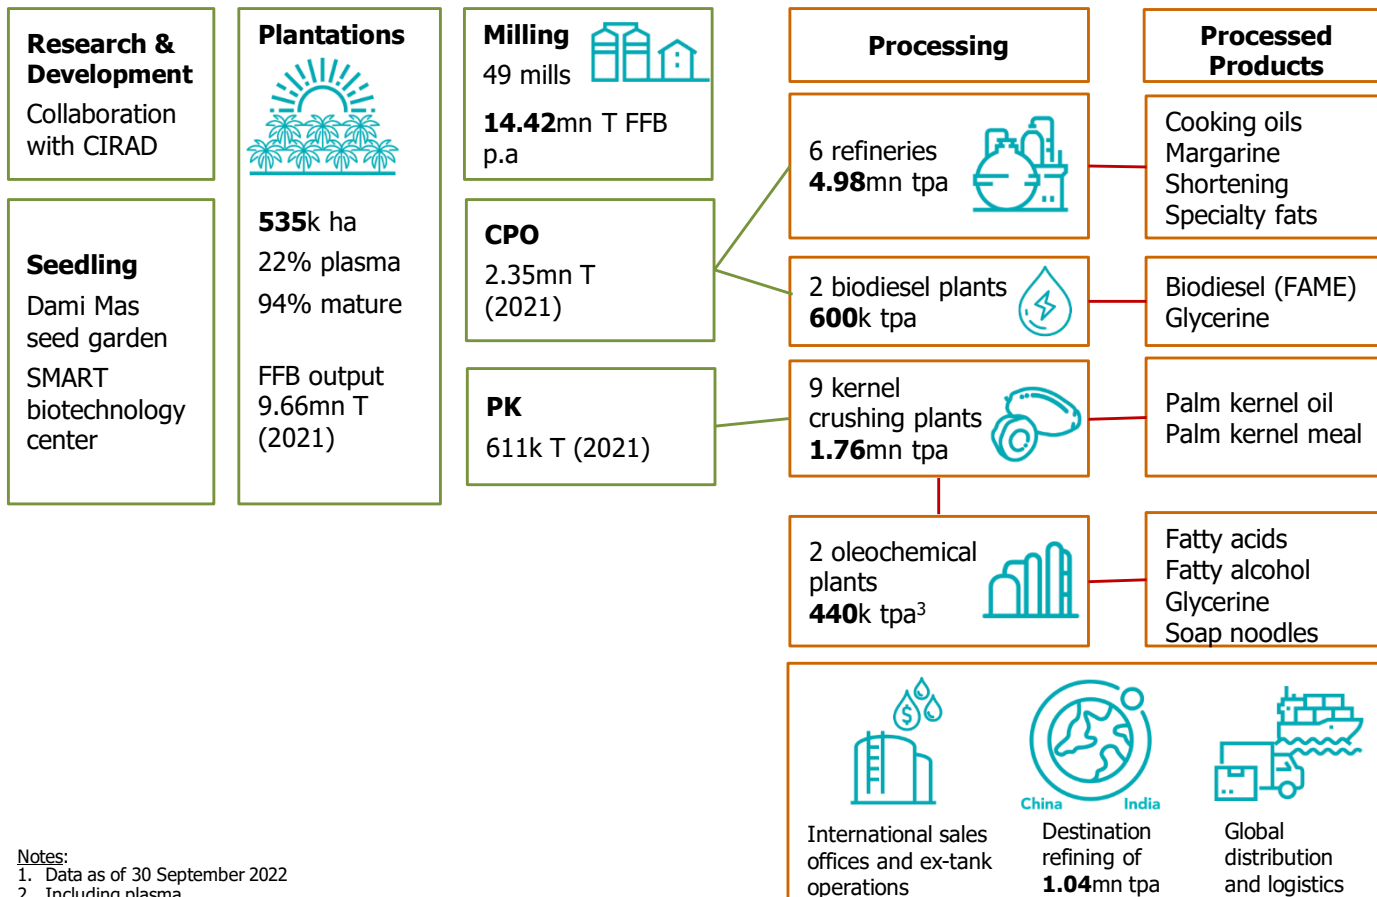 Research &
Development
Collaboration
with CIRAD
Seedling
Dami Mas
seed garden
SMART
biotechnology
center
Plantations
535k ha
22% plasma
94% mature
FFB output
9.66mn T
(2021)
Milling
49 mills
14.42mn T FFB
p.a
CPO
2.35mn T
(2021)
PK
611k T (2021)
Processing
6 refineries
4.98mn tpa
2 biodiesel plants
600k tpa
9 kernel
crushing plants
1.76mn tpa
2 oleochemical
plants
440k tpa³
Processed
Products
Cooking oils
Margarine
Shortening
Specialty fats
Biodiesel (FAME)
Glycerine
Palm kernel oil
Palm kernel meal
Fatty acids
Fatty alcohol
Glycerine
Soap noodles
$
International sales
offices and ex-tank
operations
China India
Destination
refining of
1.04mn tpa
Global
distribution
and logistics
Notes:
1. Data as of 30 September 2022
2. Including plasma